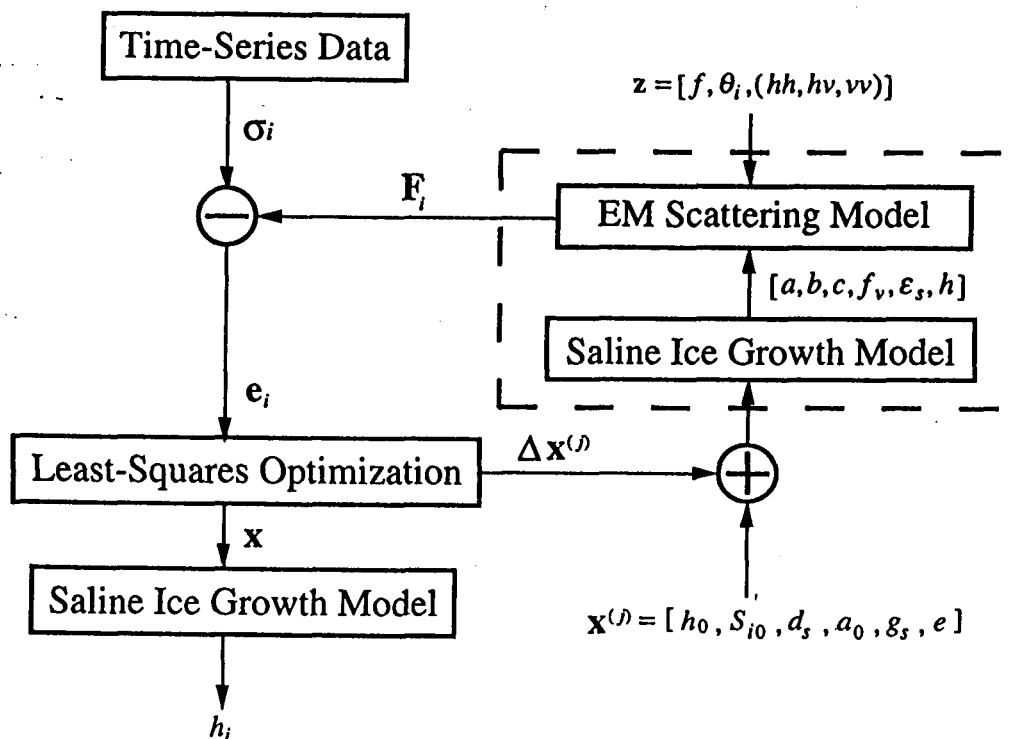 Time-Series Data
z = [f, θi, (hh, hv, vv)]
σi
Fi
EM Scattering Model
[a, b, c, fv, εs, h]
Saline Ice Growth Model
ei
Δx(j)
Least-Squares Optimization
x
Saline Ice Growth Model
x(j) = [h0, Si0, ds, a0, gs, e]
hi